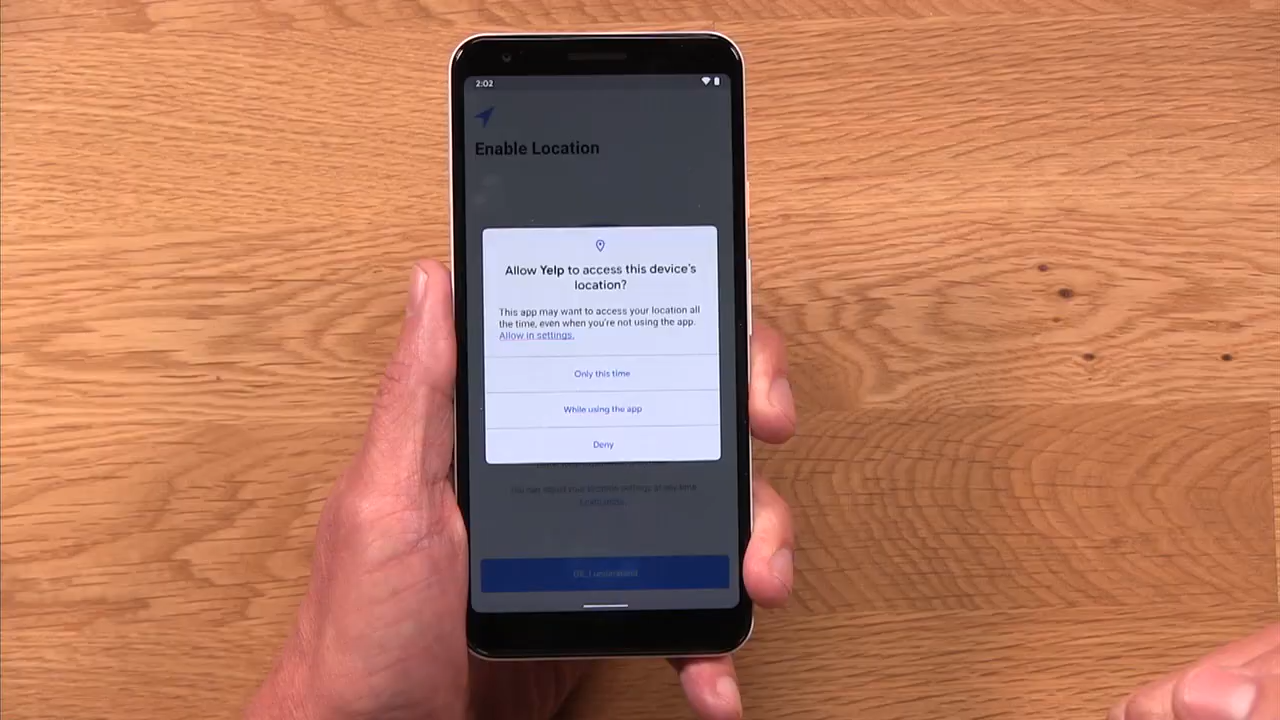 2:02
Enable Location
Allow Yelp to access this device's
location?
This app may want to access your location all
the time, even when you're not using the app.
Allow in settings.
Only this time
While using the app
Deny
OK, I understand